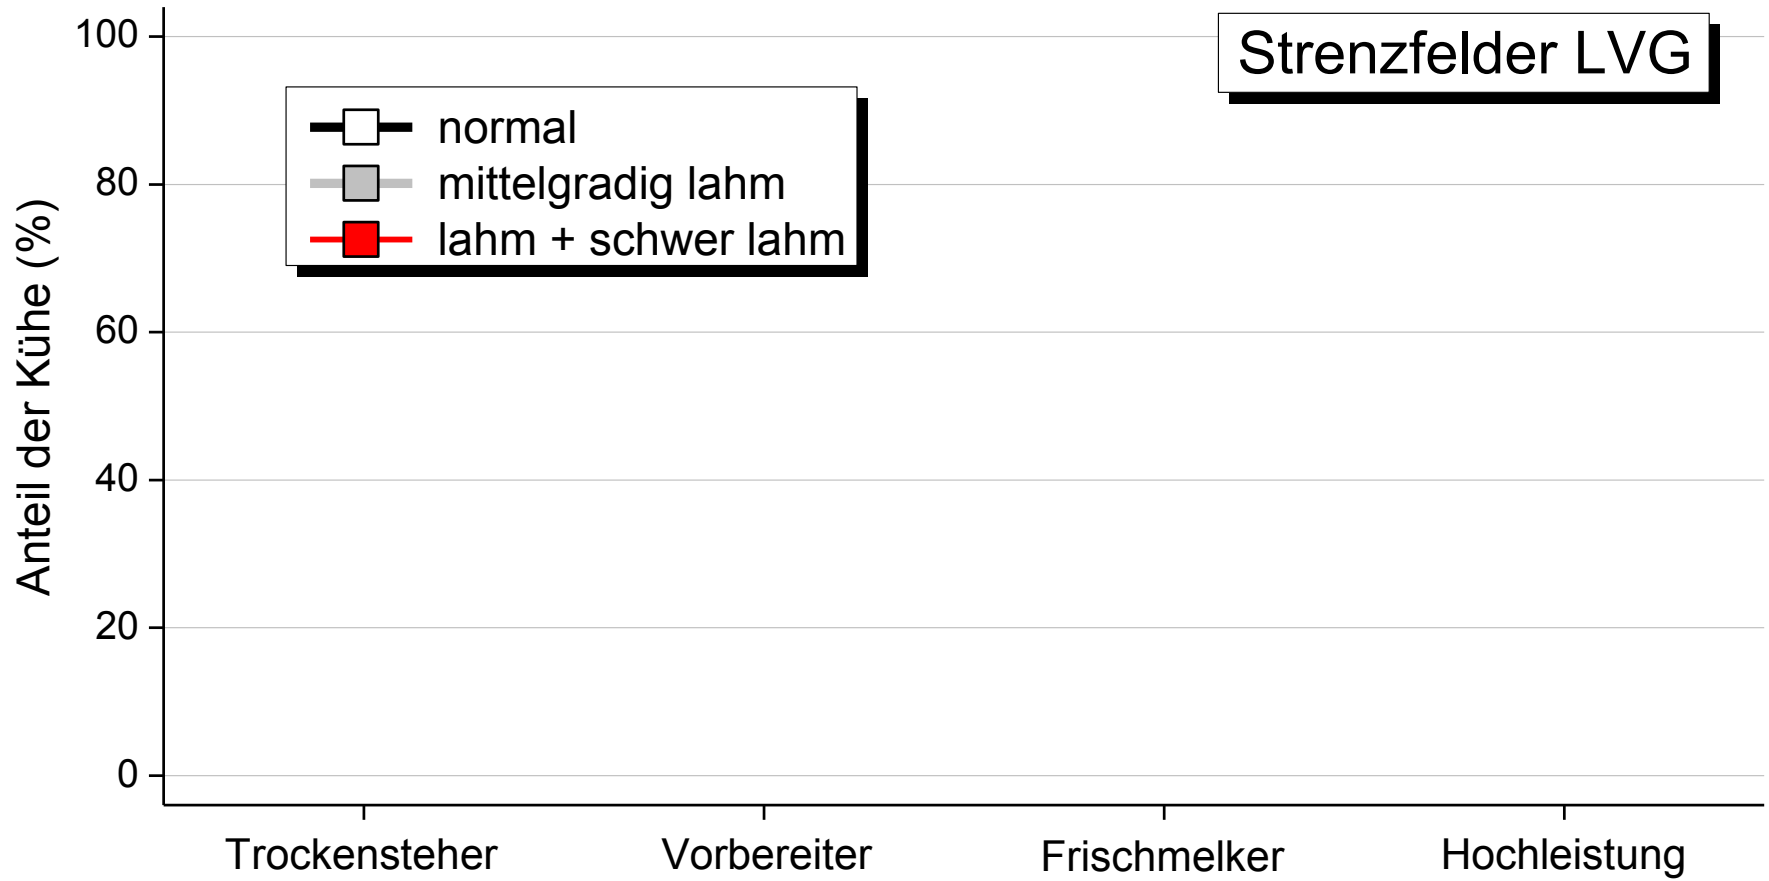 Strenzfelder LVG
normal
mittelgradig lahm
lahm + schwer lahm
Anteil der Kühe (%)
100
80
60
40
20
0
Trockensteher
Vorbereiter
Frischmelker
Hochleistung